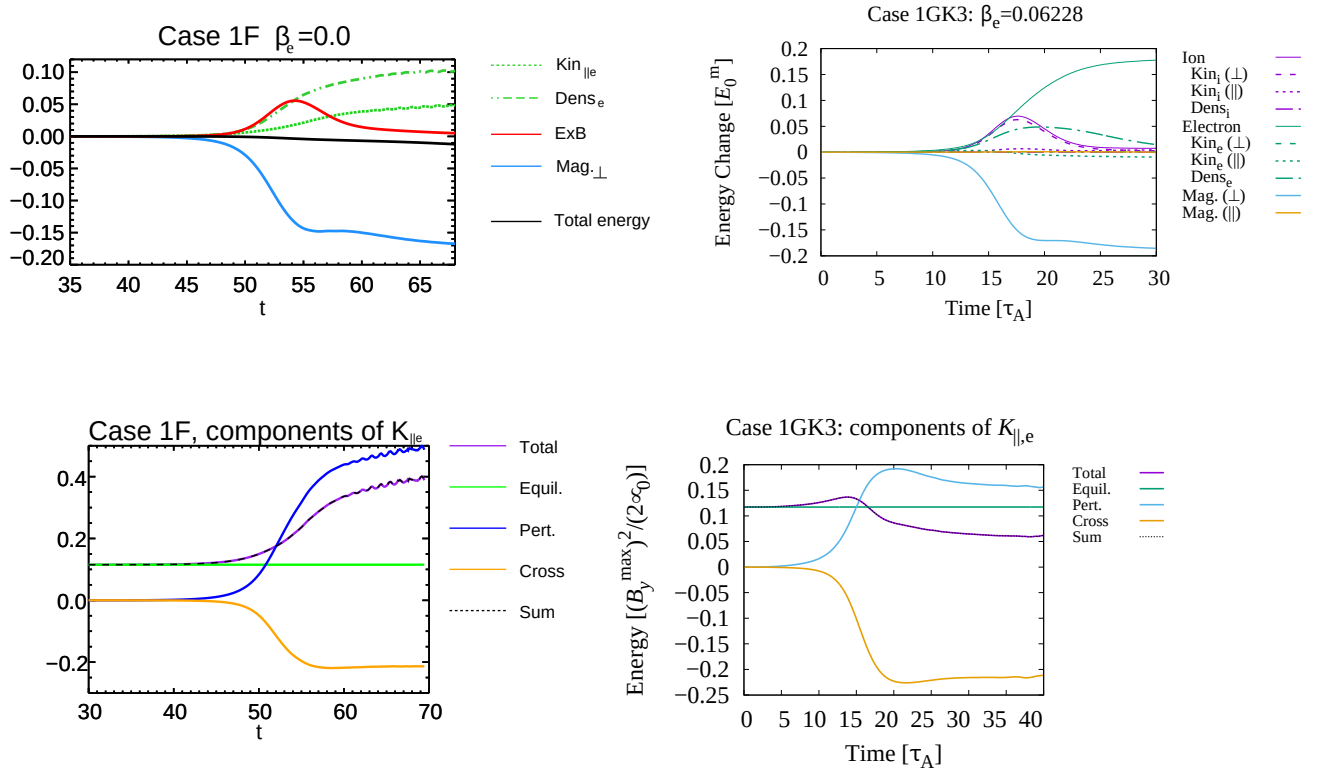 Case 1F β_e=0.0
0.10
0.05
0.00
−0.05
−0.10
−0.15
−0.20
35 40 45 50 55 60 65
t
Kin_∥e
Dens_e
ExB
Mag._⊥
Total energy
Case 1GK3: β_e=0.06228
Energy Change [E_0^m]
0.2
0.15
0.1
0.05
0
−0.05
−0.1
−0.15
−0.2
0 5 10 15 20 25 30
Time [τ_A]
Ion
Kin_i (⊥)
Kin_i (∥)
Dens_i
Electron
Kin_e (⊥)
Kin_e (∥)
Dens_e
Mag. (⊥)
Mag. (∥)
Case 1F, components of K_∥e
0.4
0.2
0.0
−0.2
30 40 50 60 70
t
Total
Equil.
Pert.
Cross
Sum
Case 1GK3: components of K_∥,e
Energy [(B_y^max)^2/(2∝_0)]
0.2
0.15
0.1
0.05
0
−0.05
−0.1
−0.15
−0.2
−0.25
0 5 10 15 20 25 30 35 40
Time [τ_A]
Total
Equil.
Pert.
Cross
Sum